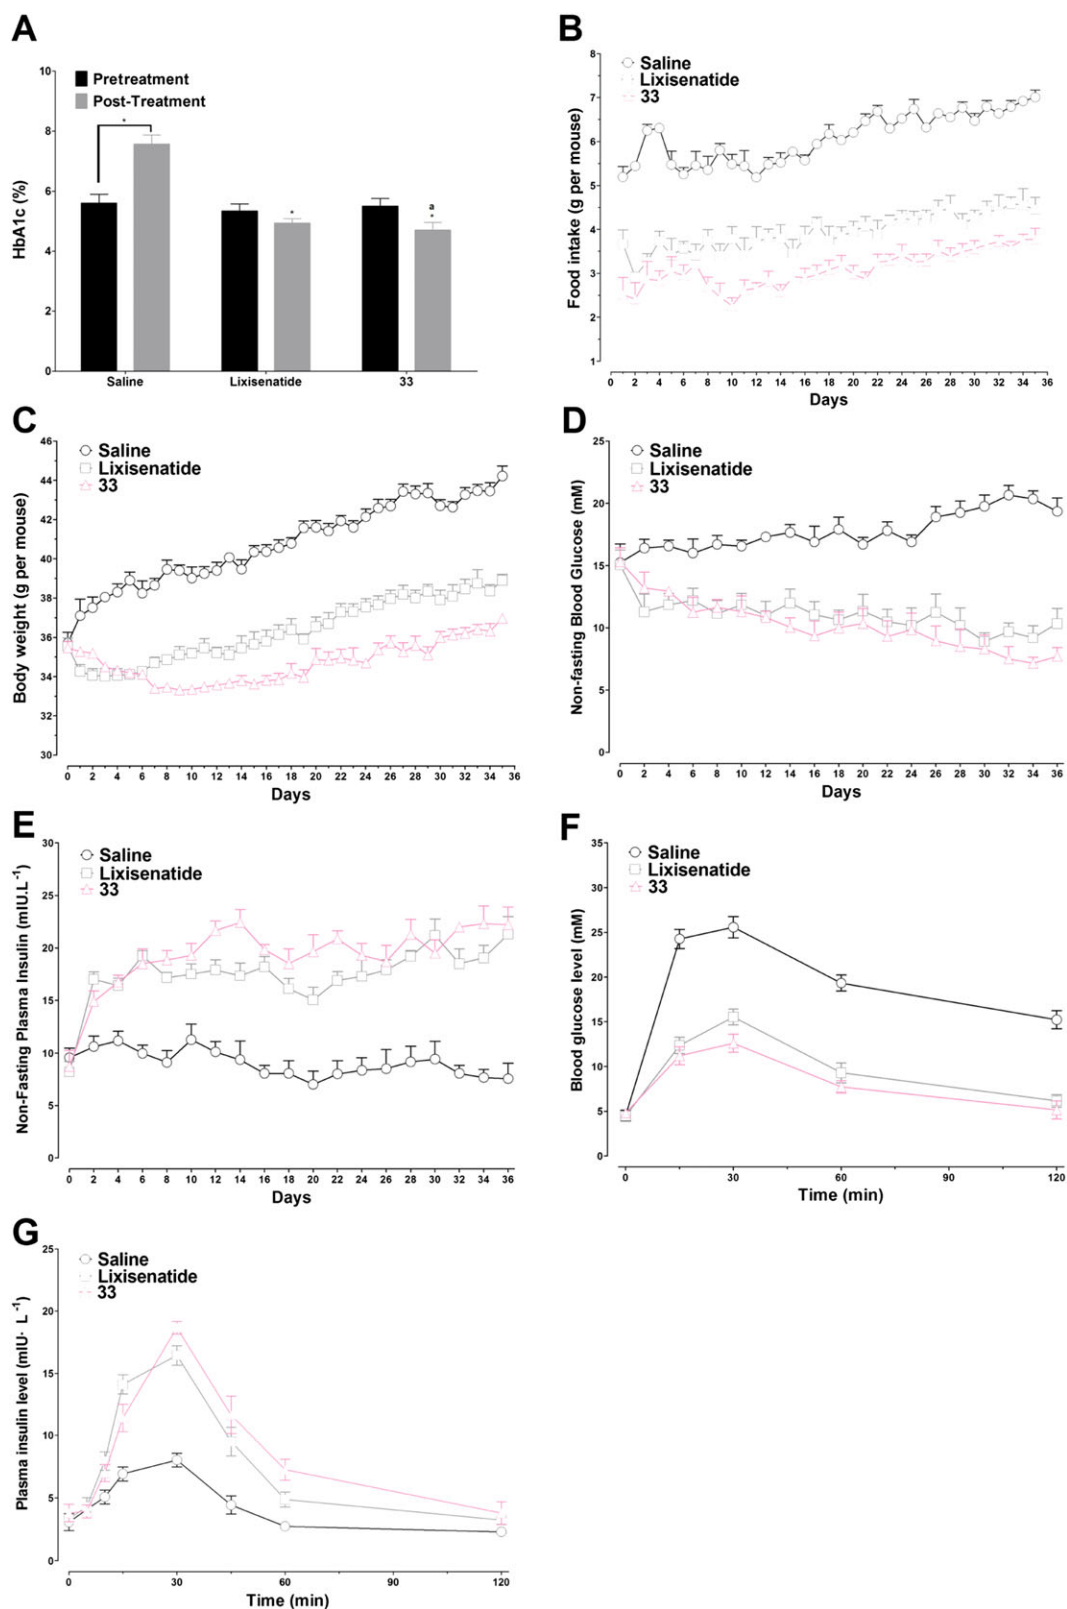 A
HbA1c (%)
10
8
6
4
2
0
Pretreatment
Post-Treatment
*
*
a
*
Saline Lixisenatide 33
B
Food intake (g per mouse)
8
7
6
5
4
3
2
1
Saline
Lixisenatide
33
0 2 4 6 8 10 12 14 16 18 20 22 24 26 28 30 32 34 36
Days
C
Body weight (g per mouse)
46
44
42
40
38
36
34
32
30
Saline
Lixisenatide
33
0 2 4 6 8 10 12 14 16 18 20 22 24 26 28 30 32 34 36
Days
D
Non-fasting Blood Glucose (mM)
25
20
15
10
5
0
Saline
Lixisenatide
33
0 2 4 6 8 10 12 14 16 18 20 22 24 26 28 30 32 34 36
Days
E
Non-Fasting Plasma Insulin (mIU.L⁻¹)
30
25
20
15
10
5
0
Saline
Lixisenatide
33
0 2 4 6 8 10 12 14 16 18 20 22 24 26 28 30 32 34 36
Days
F
Blood glucose level (mM)
35
30
25
20
15
10
5
0
Saline
Lixisenatide
33
0 30 60 90 120
Time (min)
G
Plasma insulin level (mIU· L⁻¹)
25
20
15
10
5
0
Saline
Lixisenatide
33
0 30 60 90 120
Time (min)